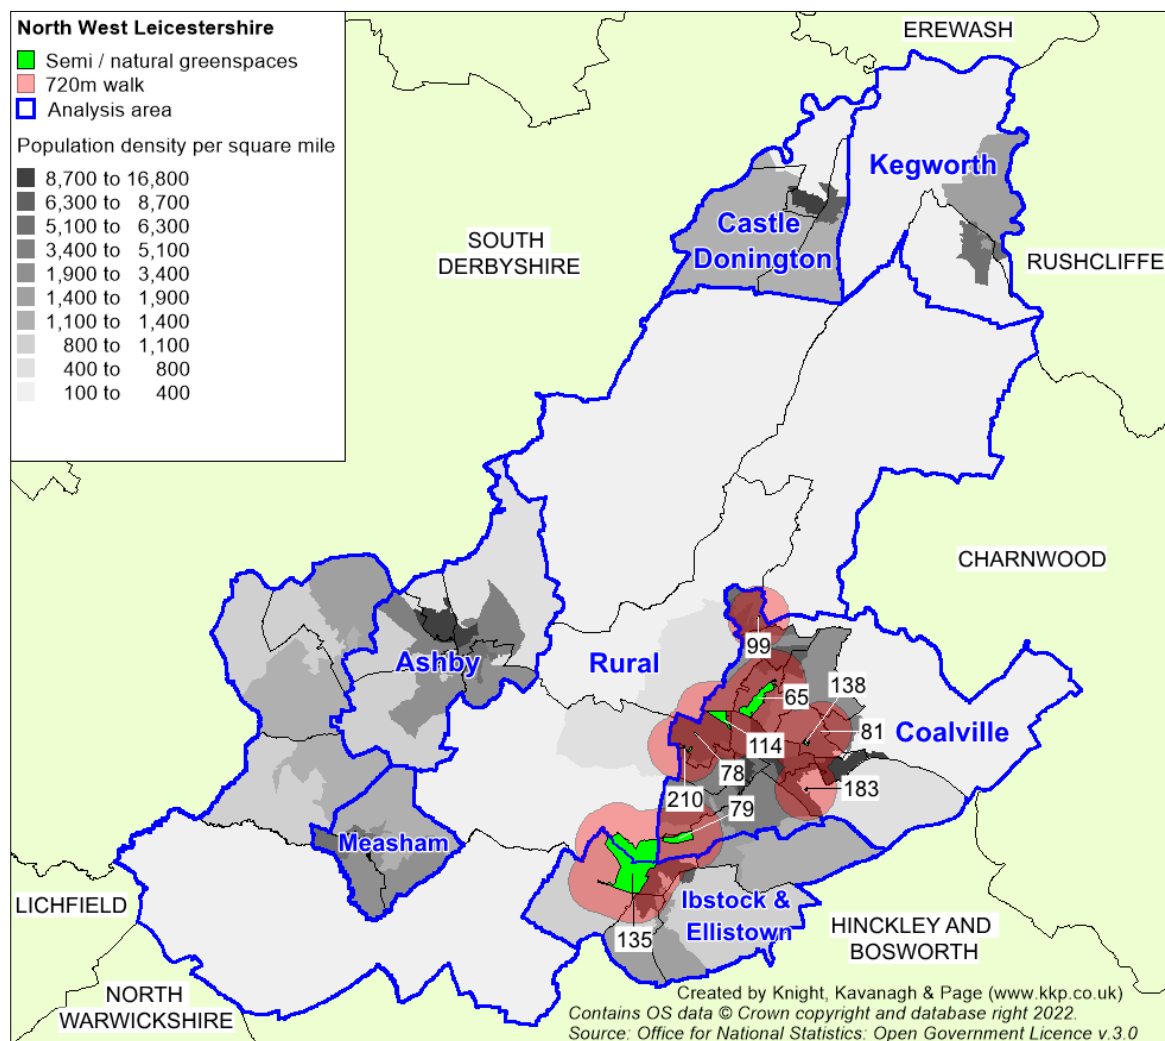 North West Leicestershire
Semi / natural greenspaces
720m walk
Analysis area
Population density per square mile
8,700 to 16,800
6,300 to 8,700
5,100 to 6,300
3,400 to 5,100
1,900 to 3,400
1,400 to 1,900
1,100 to 1,400
800 to 1,100
400 to 800
100 to 400
EREWASH
Kegworth
Castle
Donington
SOUTH
DERBYSHIRE
RUSHCLIFFE
CHARNWOOD
99
Ashby
Rural
138
65
81
Coalville
114
78
183
210
79
Measham
LICHFIELD
Ibstock &
Ellistown
HINCKLEY AND
BOSWORTH
135
NORTH
WARWICKSHIRE
Created by Knight, Kavanagh & Page (www.kkp.co.uk)
Contains OS data © Crown copyright and database right 2022.
Source: Office for National Statistics: Open Government Licence v.3.0